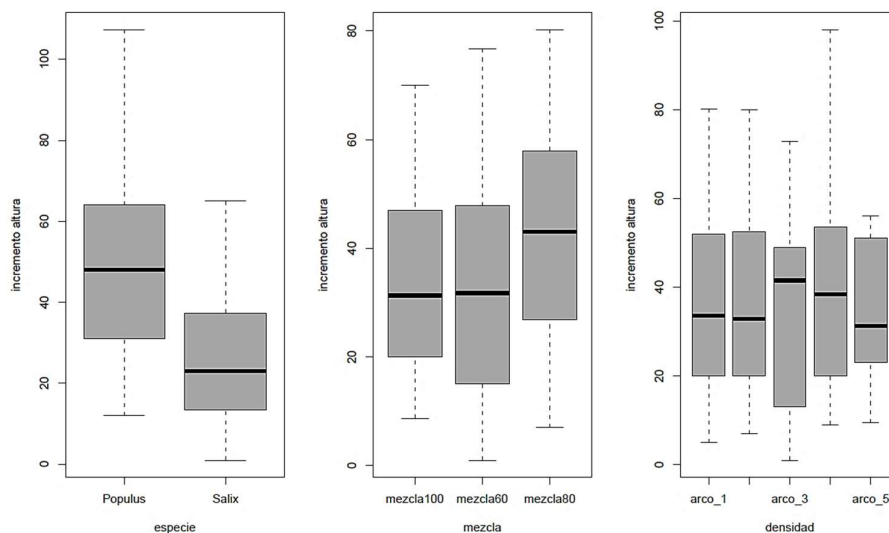 incremento altura
100
80
60
40
20
0
Populus
Salix
especie
incremento altura
80
60
40
20
0
mezcla100
mezcla60
mezcla80
mezcla
incremento altura
100
80
60
40
20
0
arco_1
arco_3
arco_5
densidad